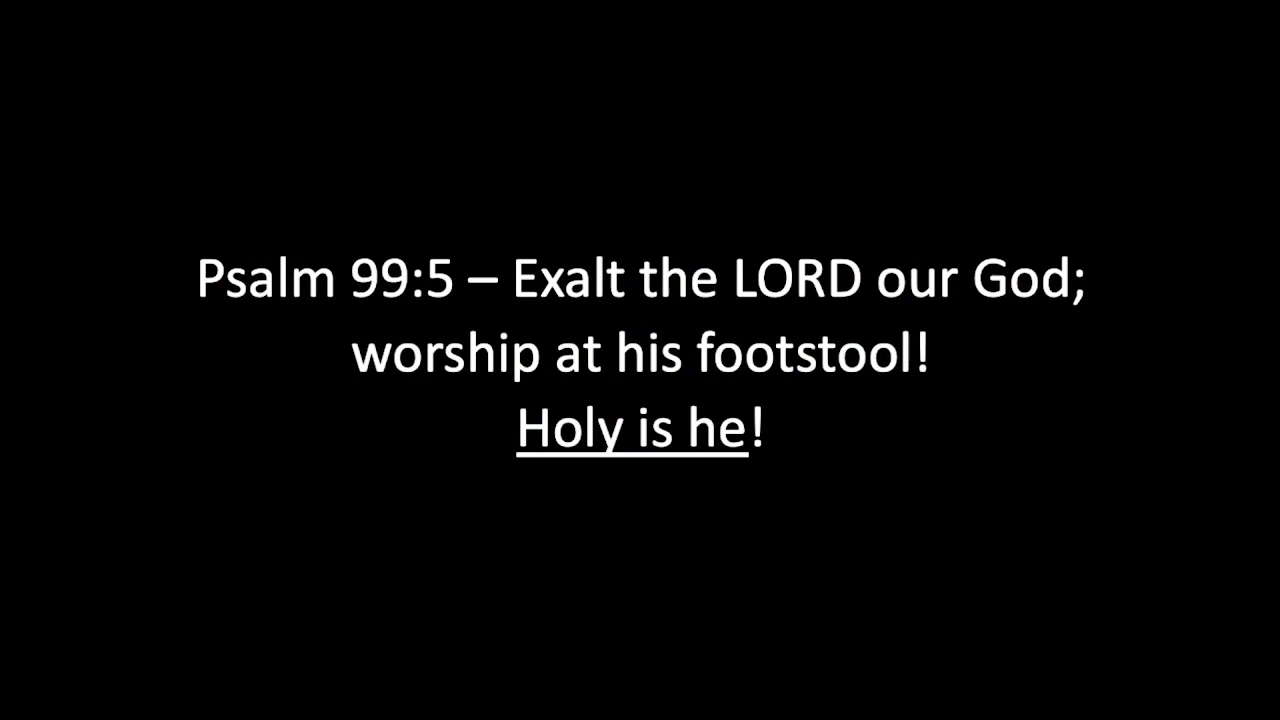 Psalm 99:5 – Exalt the LORD our God;
worship at his footstool!
Holy is he!